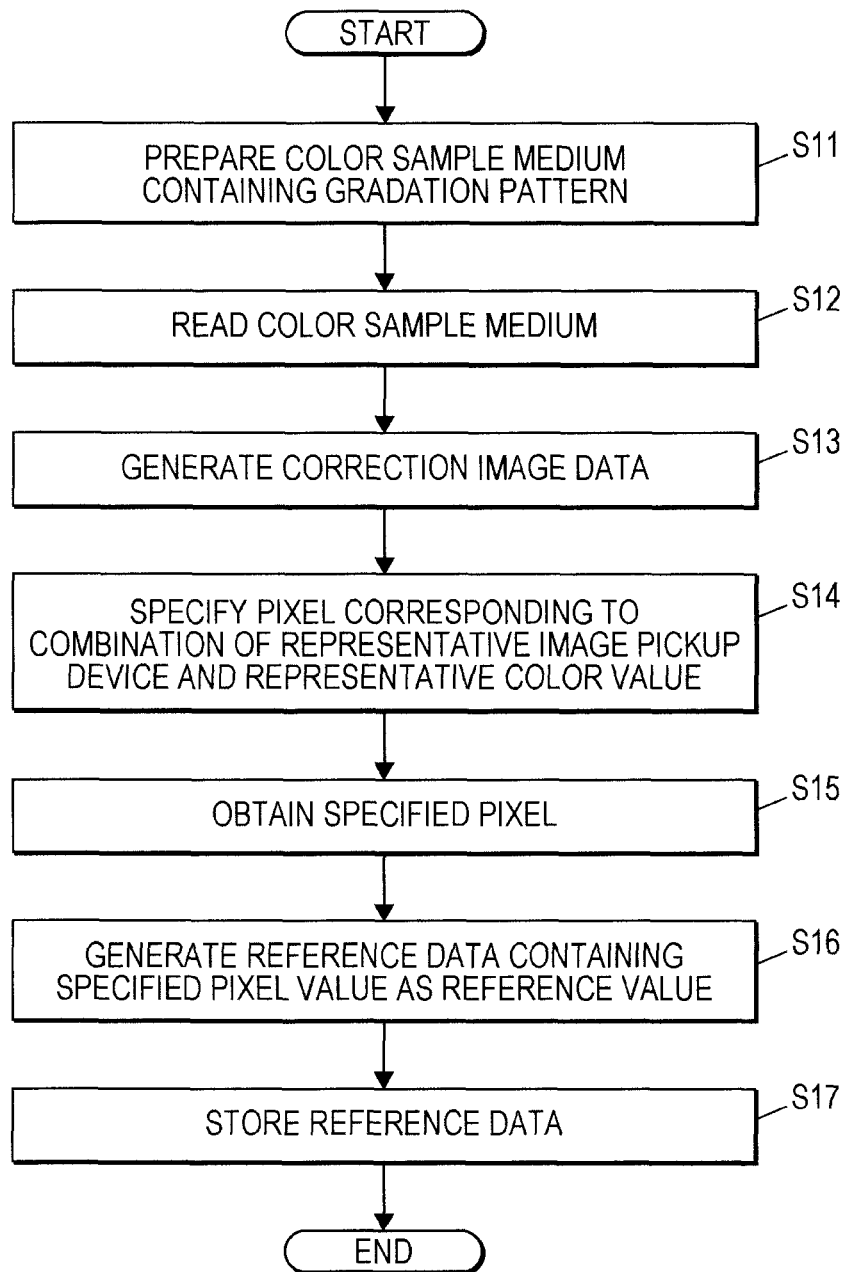 START
PREPARE COLOR SAMPLE MEDIUM
CONTAINING GRADATION PATTERN
S11
READ COLOR SAMPLE MEDIUM
S12
GENERATE CORRECTION IMAGE DATA
S13
SPECIFY PIXEL CORRESPONDING TO
COMBINATION OF REPRESENTATIVE IMAGE PICKUP
DEVICE AND REPRESENTATIVE COLOR VALUE
S14
OBTAIN SPECIFIED PIXEL
S15
GENERATE REFERENCE DATA CONTAINING
SPECIFIED PIXEL VALUE AS REFERENCE VALUE
S16
STORE REFERENCE DATA
S17
END